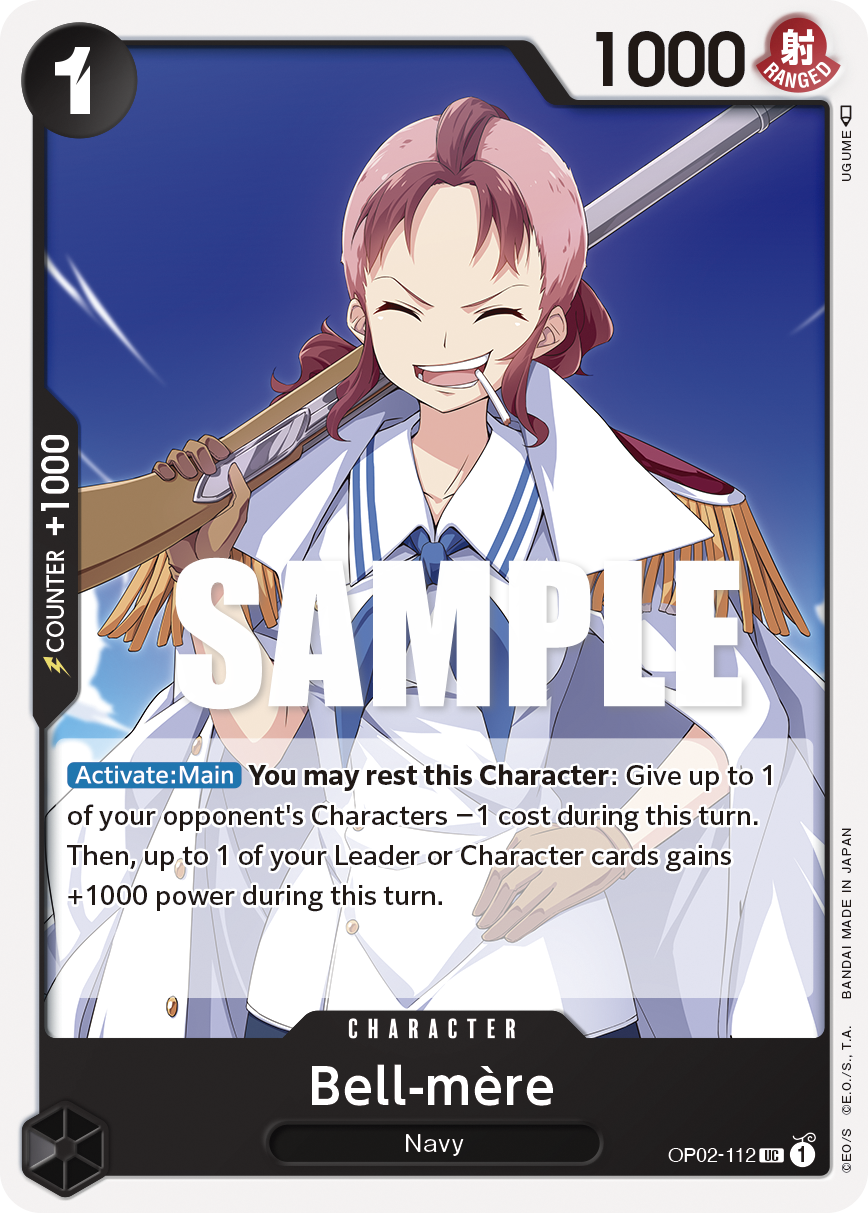 1
1000
射
RANGED
UGUME
COUNTER +1000
SAMPLE
Activate:Main You may rest this Character: Give up to 1
of your opponent's Characters −1 cost during this turn.
Then, up to 1 of your Leader or Character cards gains
+1000 power during this turn.
CHARACTER
Bell-mère
Navy
OP02-112 UC 1
©EO/S ©E.O./S., T.A. BANDAI MADE IN JAPAN